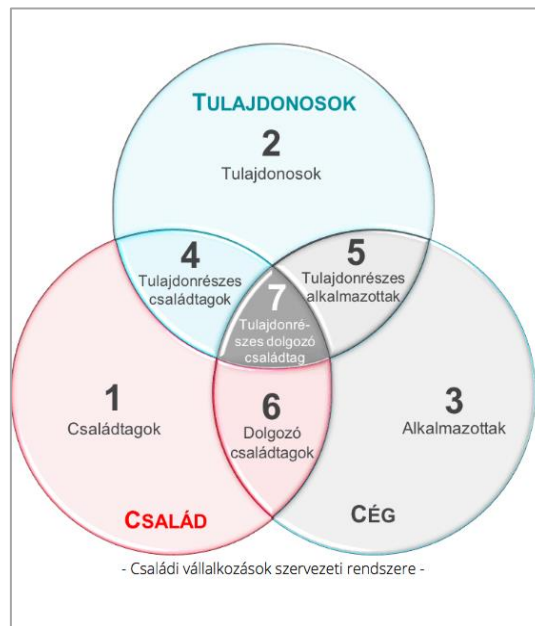 TULAJDONOSOK
2
Tulajdonosok
4
Tulajdonrészes
családtagok
5
Tulajdonrészes
alkalmazottak
7
Tulajdonré-
szes dolgozó
családtag
1
Családtagok
6
Dolgozó
családtagok
3
Alkalmazottak
CSALÁD
CÉG
- Családi vállalkozások szervezeti rendszere -